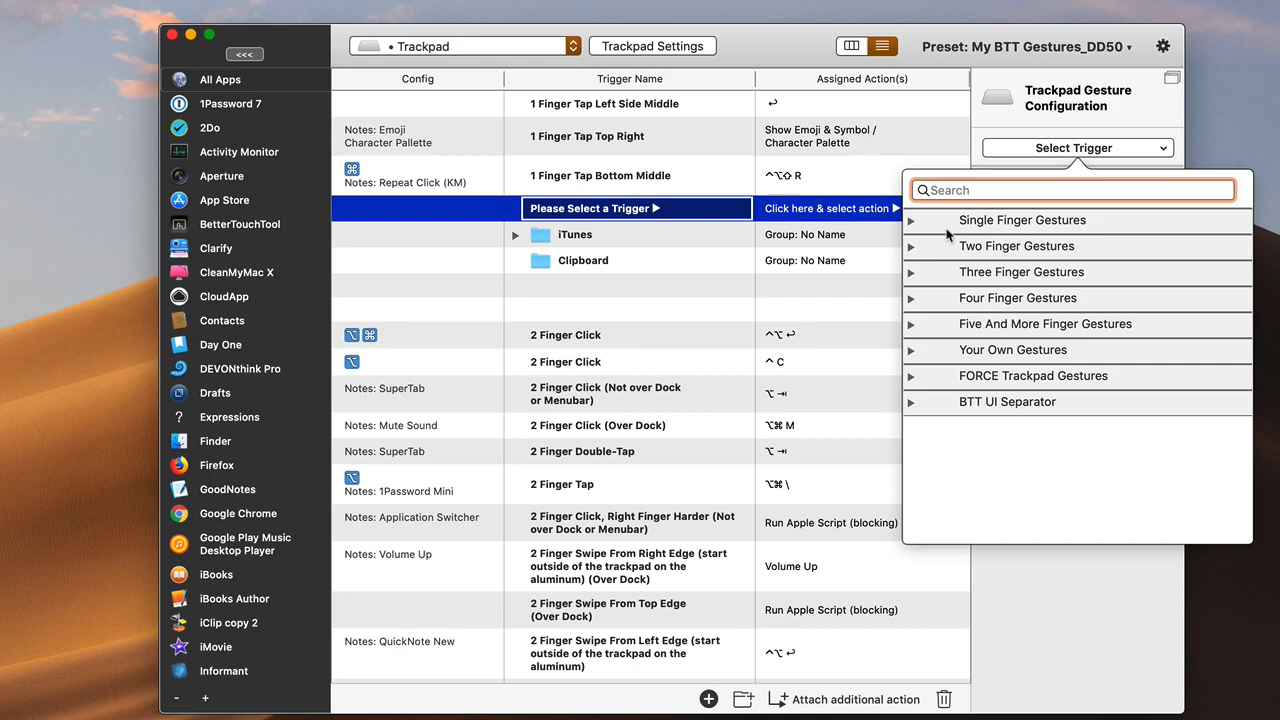 <<<
• Trackpad
Trackpad Settings
Preset: My BTT Gestures_DD50 ▾
All Apps
1Password 7
2Do
Activity Monitor
Aperture
App Store
BetterTouchTool
Clarify
CleanMyMac X
CloudApp
Contacts
Day One
DEVONthink Pro
Drafts
? Expressions
Finder
Firefox
GoodNotes
Google Chrome
Google Play Music
Desktop Player
iBooks
iBooks Author
iClip copy 2
iMovie
Informant
- +
Config
Trigger Name
Assigned Action(s)
1 Finger Tap Left Side Middle
↩
Notes: Emoji
Character Pallette
1 Finger Tap Top Right
Show Emoji & Symbol /
Character Palette
⌘
Notes: Repeat Click (KM)
1 Finger Tap Bottom Middle
^⌥⇧ R
Please Select a Trigger ▶
Click here & select action ▶
iTunes
Group: No Name
Clipboard
Group: No Name
⌥ ⌘
2 Finger Click
^⌥ ↩
⌥
2 Finger Click
^ C
Notes: SuperTab
2 Finger Click (Not over Dock
or Menubar)
⌥ ⇥
Notes: Mute Sound
2 Finger Click (Over Dock)
⌥⌘ M
Notes: SuperTab
2 Finger Double-Tap
⌥ ⇥
⌥
Notes: 1Password Mini
2 Finger Tap
⌥⌘ \
Notes: Application Switcher
2 Finger Click, Right Finger Harder (Not
over Dock or Menubar)
Run Apple Script (blocking)
Notes: Volume Up
2 Finger Swipe From Right Edge (start
outside of the trackpad on the
aluminum) (Over Dock)
Volume Up
2 Finger Swipe From Top Edge
(Over Dock)
Run Apple Script (blocking)
Notes: QuickNote New
2 Finger Swipe From Left Edge (start
outside of the trackpad on the
aluminum)
^⌥ ↩
Attach additional action
Trackpad Gesture
Configuration
Select Trigger
Search
Single Finger Gestures
Two Finger Gestures
Three Finger Gestures
Four Finger Gestures
Five And More Finger Gestures
Your Own Gestures
FORCE Trackpad Gestures
BTT UI Separator